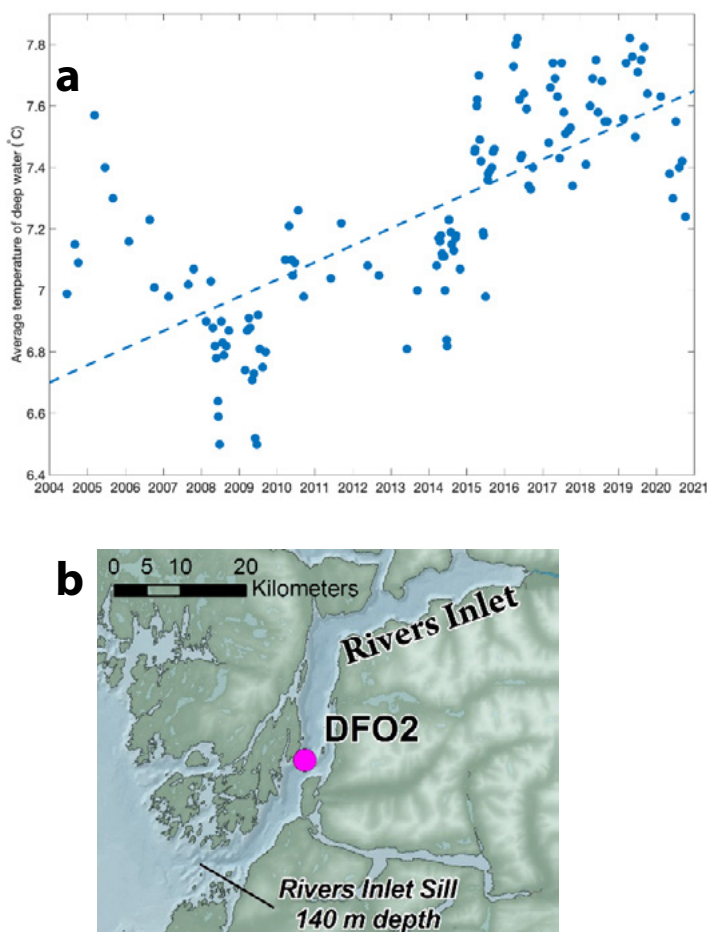 a
Average temperature of deep water (°C)
7.8
7.6
7.4
7.2
7
6.8
6.6
6.4
2004 2005 2006 2007 2008 2009 2010 2011 2012 2013 2014 2015 2016 2017 2018 2019 2020 2021
b
0 5 10 20
Kilometers
Rivers Inlet
DFO2
Rivers Inlet Sill
140 m depth